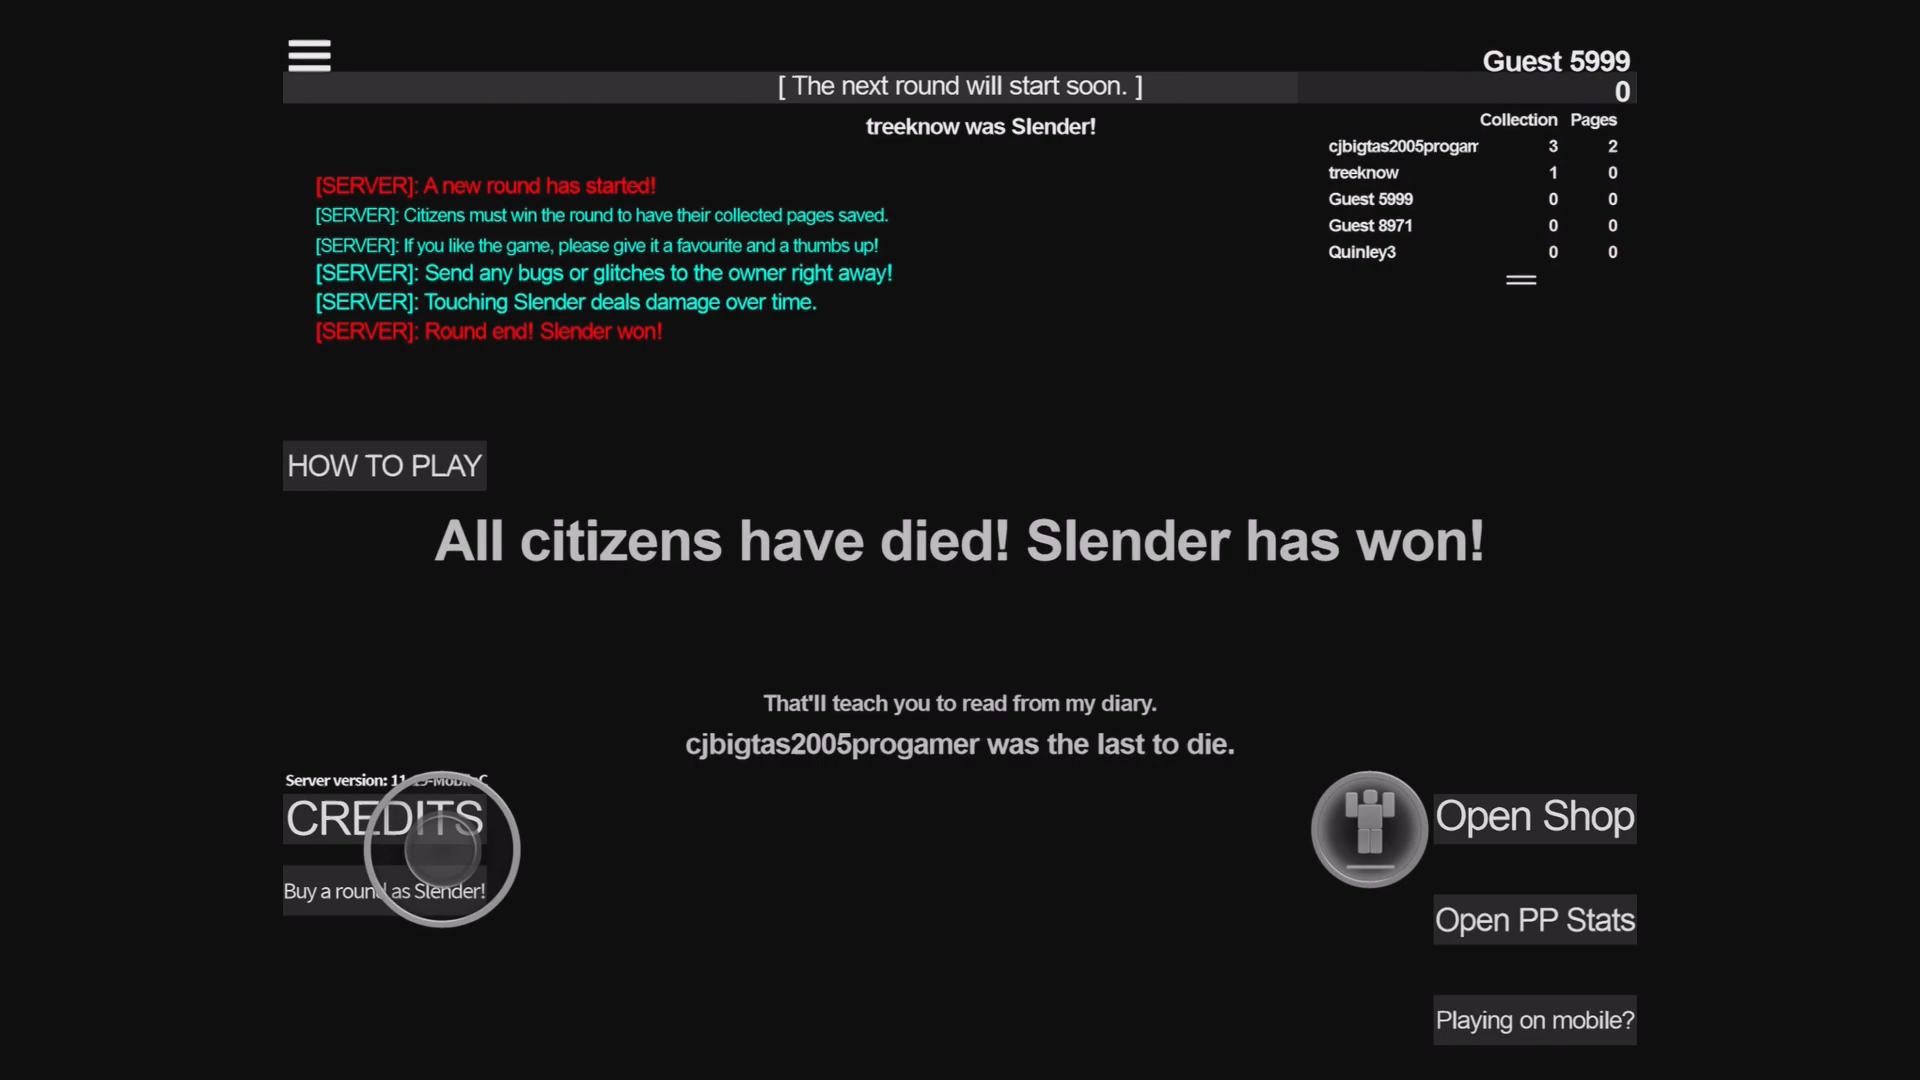 Guest 5999
[ The next round will start soon. ]
0
treeknow was Slender!
Collection Pages
cjbigtas2005progam 3 2
treeknow 1 0
Guest 5999 0 0
Guest 8971 0 0
Quinley3 0 0
[SERVER]: A new round has started!
[SERVER]: Citizens must win the round to have their collected pages saved.
[SERVER]: If you like the game, please give it a favourite and a thumbs up!
[SERVER]: Send any bugs or glitches to the owner right away!
[SERVER]: Touching Slender deals damage over time.
[SERVER]: Round end! Slender won!
HOW TO PLAY
All citizens have died! Slender has won!
That'll teach you to read from my diary.
cjbigtas2005progamer was the last to die.
Server version:
CREDITS
Buy a round as Slender!
Open Shop
Open PP Stats
Playing on mobile?